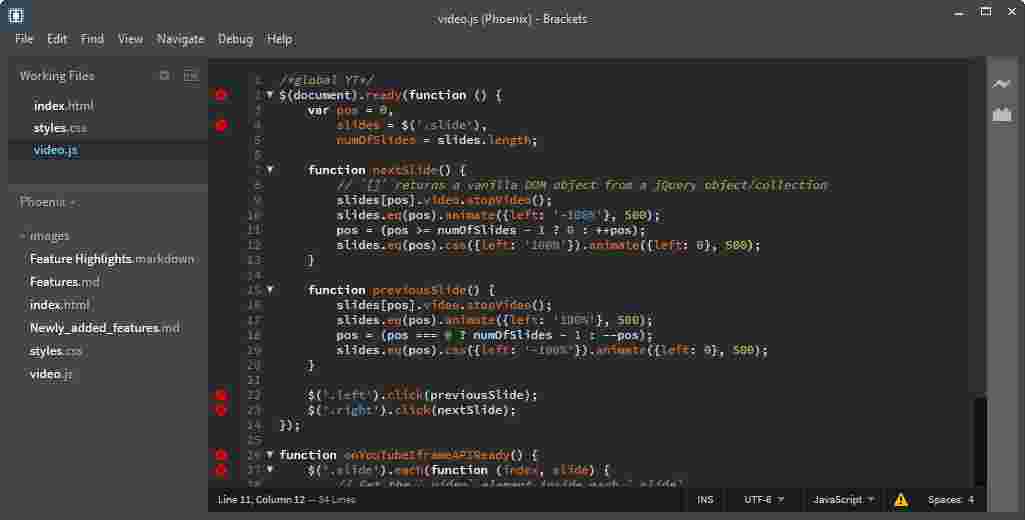 video.js (Phoenix) - Brackets
File Edit Find View Navigate Debug Help
Working Files
index.html
styles.css
video.js
Phoenix
images
Feature Highlights.markdown
Features.md
index.html
Newly_added_features.md
styles.css
video.js
1 /*global YT*/
2 $(document).ready(function () {
3 var pos = 0,
4 slides = $('.slide'),
5 numOfSlides = slides.length;
6
7 function nextSlide() {
8 // `[]` returns a vanilla DOM object from a jQuery object/collection
9 slides[pos].video.stopVideo();
10 slides.eq(pos).animate({left: '-100%'}, 500);
11 pos = (pos >= numOfSlides - 1 ? 0 : ++pos);
12 slides.eq(pos).css({left: '100%'}).animate({left: 0}, 500);
13 }
14
15 function previousSlide() {
16 slides[pos].video.stopVideo();
17 slides.eq(pos).animate({left: '100%'}, 500);
18 pos = (pos === 0 ? numOfSlides - 1 : --pos);
19 slides.eq(pos).css({left: '-100%'}).animate({left: 0}, 500);
20 }
21
22 $('.left').click(previousSlide);
23 $('.right').click(nextSlide);
24 });
25
26 function onYouTubeIframeAPIReady() {
27 $('.slide').each(function (index, slide) {
// Get the `.video` element inside each `.slide`
Line 11, Column 12 — 34 Lines
INS UTF-8 JavaScript Spaces: 4